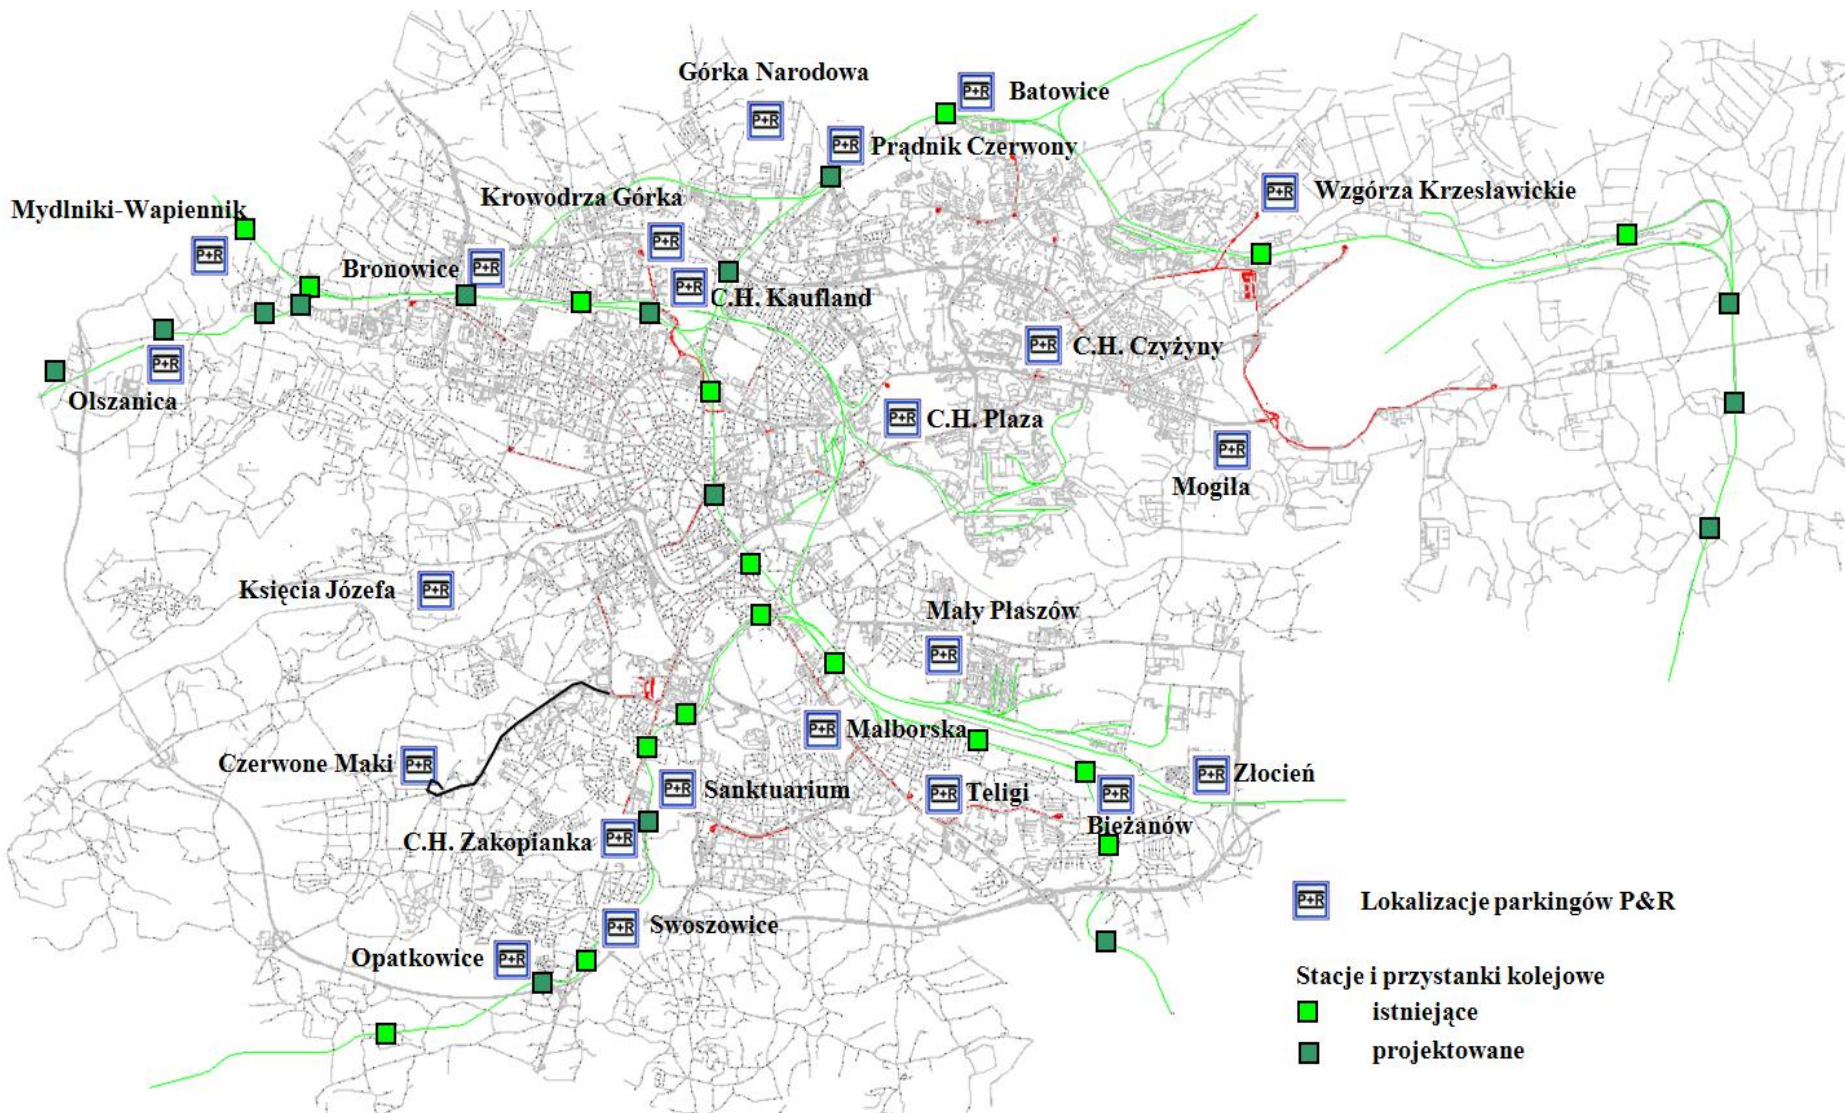 Górka Narodowa
P+R
Batowice
P+R
P+R
Prądnik Czerwony
P+R
Wzgórza Krzesławickie
Krowodrza Górka
Mydlniki-Wapiennik
P+R
P+R
Bronowice
P+R
P+R
C.H. Kaufland
P+R
C.H. Czyżyny
P+R
Olszanica
P+R
C.H. Plaza
P+R
Mogiła
Księcia Józefa
P+R
Mały Płaszów
P+R
P+R
Małborska
Czerwone Maki
P+R
P+R
Złocień
P+R
Sanktuarium
P+R
Teligi
P+R
Bieżanów
C.H. Zakopianka
P+R
P+R
Swoszowice
Opatkowice
P+R
P+R
Lokalizacje parkingów P&R
Stacje i przystanki kolejowe
istniejące
projektowane